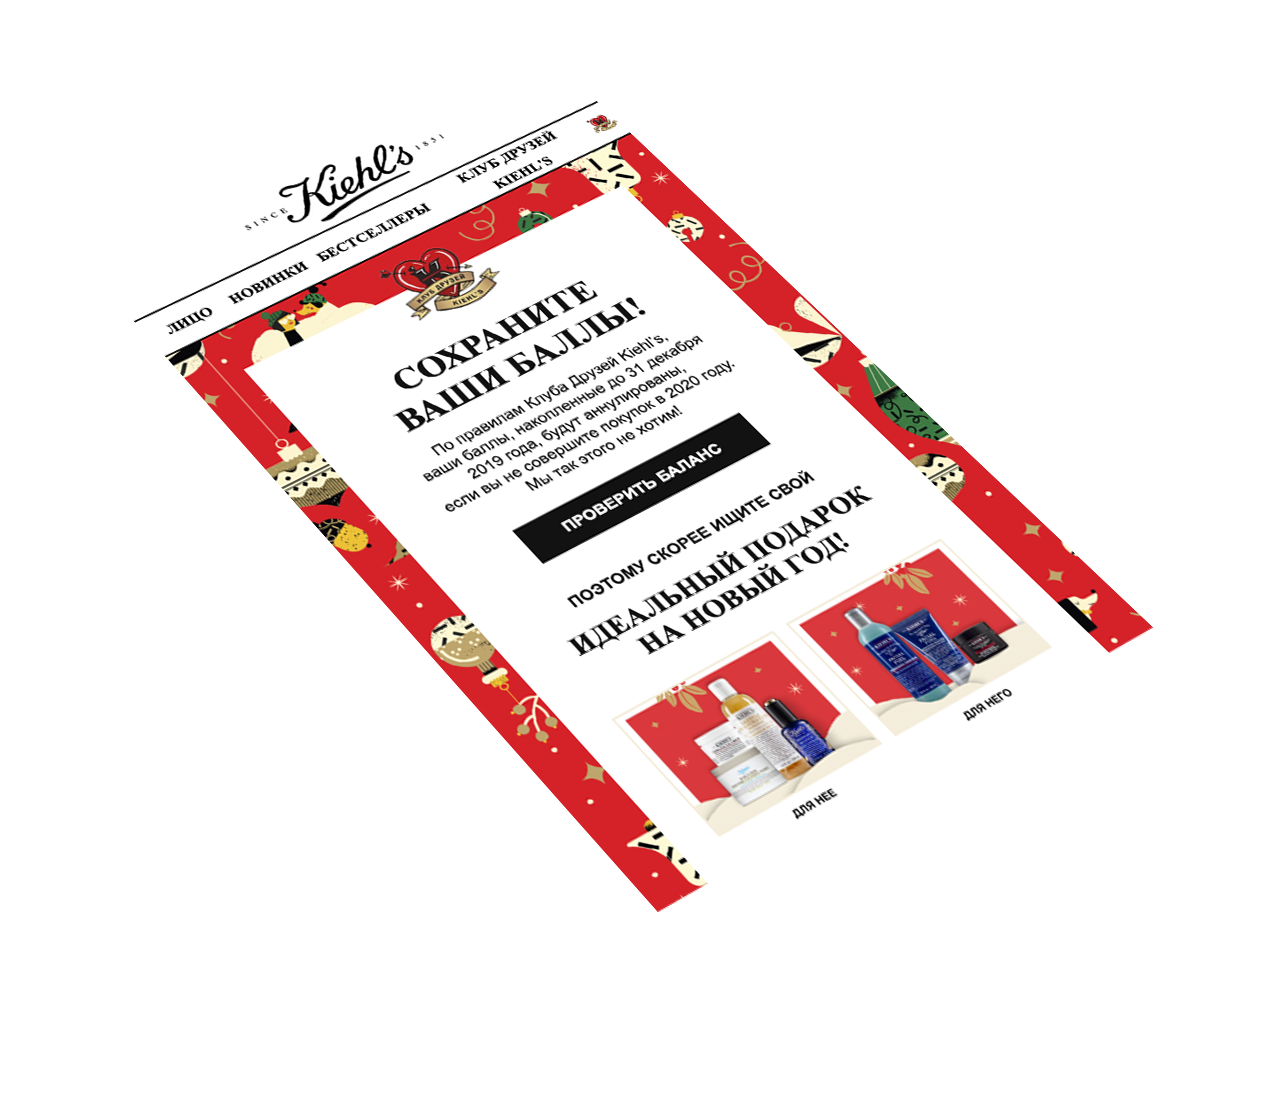 SINCE Kiehl's 1851
ЛИЦО НОВИНКИ БЕСТСЕЛЛЕРЫ КЛУБ ДРУЗЕЙ
KIEHL'S
КЛУБ ДРУЗЕЙ
KIEHL'S
СОХРАНИТЕ
ВАШИ БАЛЛЫ!
По правилам Клуба Друзей Kiehl's,
ваши баллы, накопленные до 31 декабря
2019 года, будут аннулированы,
если вы не совершите покупок в 2020 году.
Мы так этого не хотим!
ПРОВЕРИТЬ БАЛАНС
ПОЭТОМУ СКОРЕЕ ИЩИТЕ СВОЙ
ИДЕАЛЬНЫЙ ПОДАРОК
НА НОВЫЙ ГОД!
ДЛЯ НЕЕ
ДЛЯ НЕГО